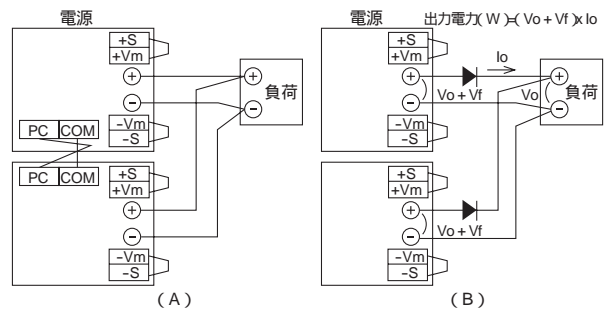 電源
+S
+Vm
+
−
負荷
−Vm
−S
PC COM
PC COM
+S
+Vm
+
−
−Vm
−S
(A)
電源 出力電力(W)=(Vo+Vf)x Io
+S
+Vm
Io
+
−
Vo+Vf
Vo
+
−
負荷
−Vm
−S
+S
+Vm
+
−
Vo+Vf
−Vm
−S
(B)